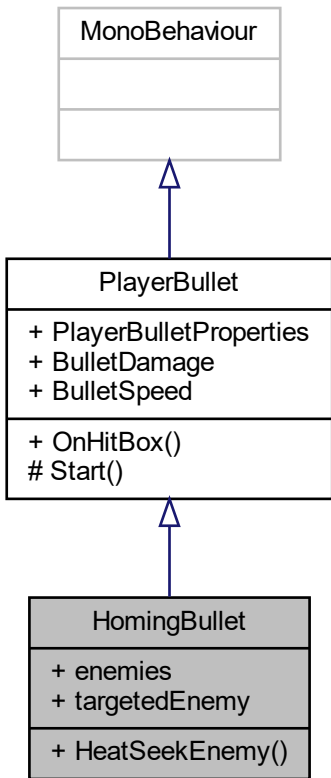 MonoBehaviour
PlayerBullet
+ PlayerBulletProperties
+ BulletDamage
+ BulletSpeed
+ OnHitBox()
# Start()
HomingBullet
+ enemies
+ targetedEnemy
+ HeatSeekEnemy()